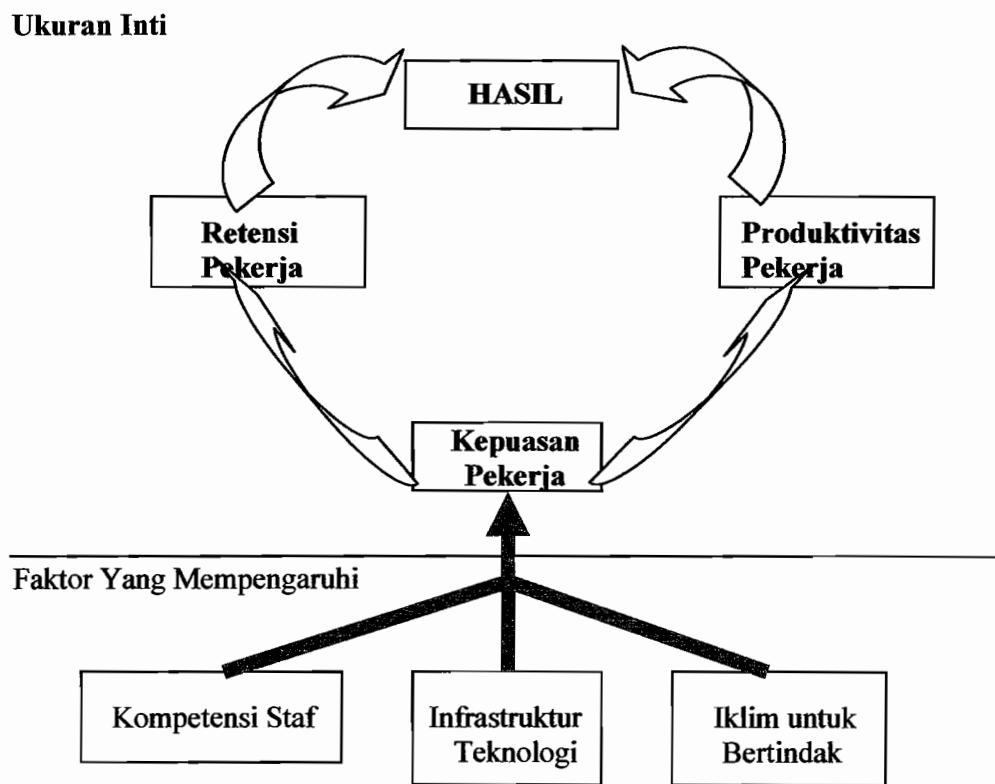 Ukuran Inti
HASIL
Retensi
Pekerja
Produktivitas
Pekerja
Kepuasan
Pekerja
Faktor Yang Mempengaruhi
Kompetensi Staf
Infrastruktur
Teknologi
Iklim untuk
Bertindak